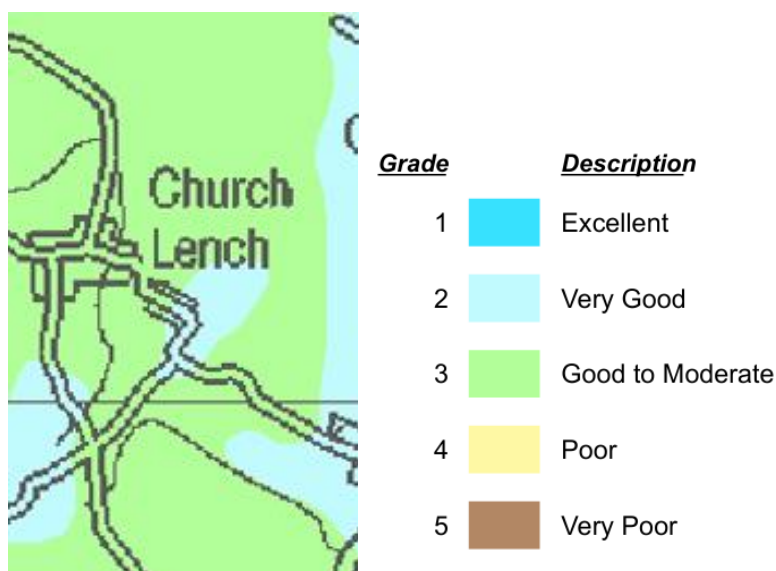 Church
Lench
Grade Description
1 Excellent
2 Very Good
3 Good to Moderate
4 Poor
5 Very Poor